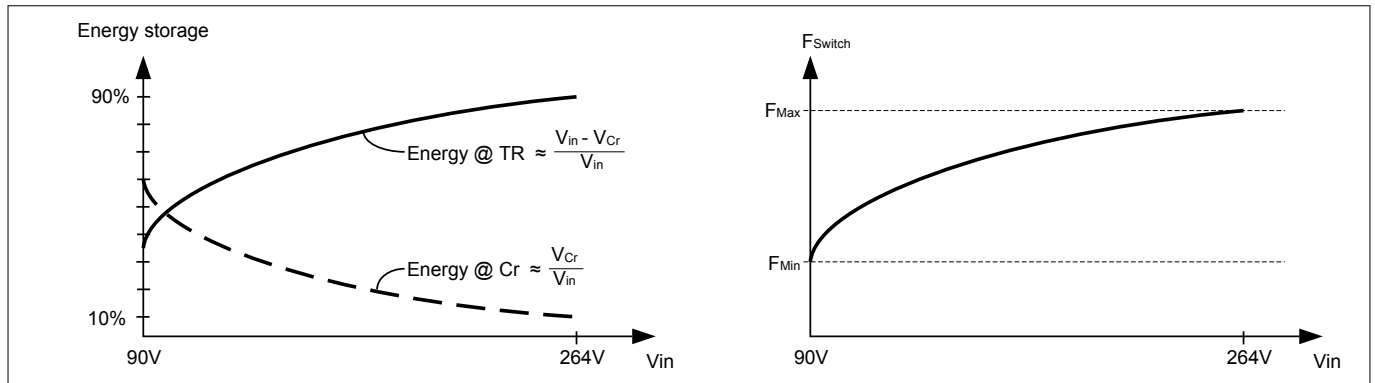 Energy storage
90%
Energy @ TR ≈ Vin - VCr
Vin
Energy @ Cr ≈ VCr
Vin
10%
90V
264V
Vin
FSwitch
FMax
FMin
90V
264V
Vin